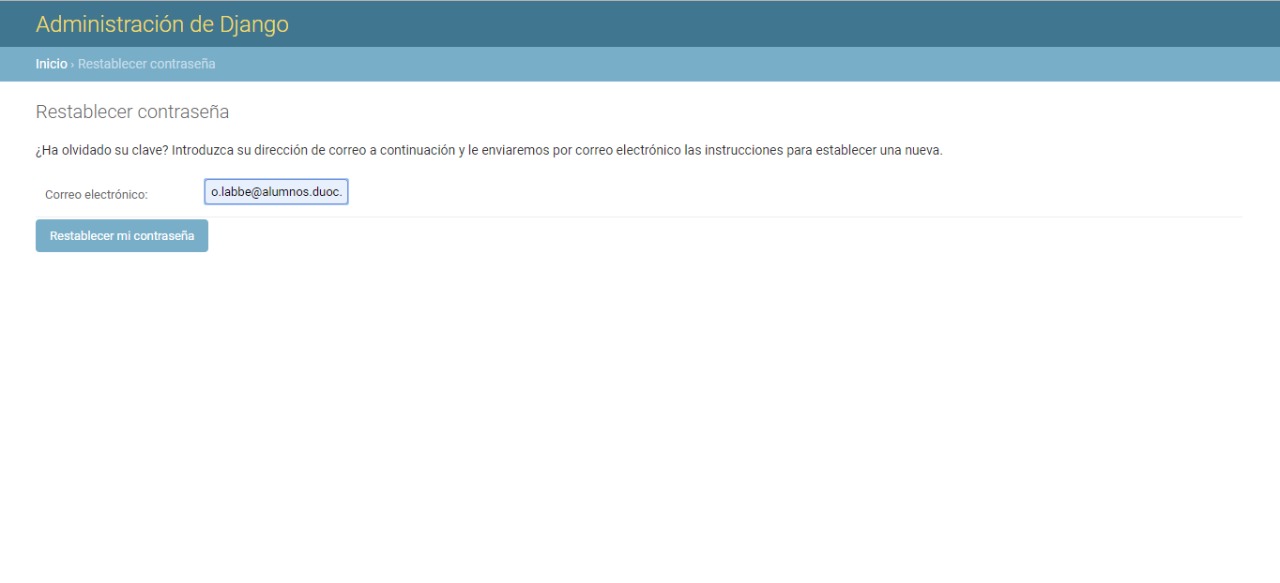 Administración de Django
Inicio › Restablecer contraseña
Restablecer contraseña
¿Ha olvidado su clave? Introduzca su dirección de correo a continuación y le enviaremos por correo electrónico las instrucciones para establecer una nueva.
Correo electrónico: o.labbe@alumnos.duoc.
Restablecer mi contraseña